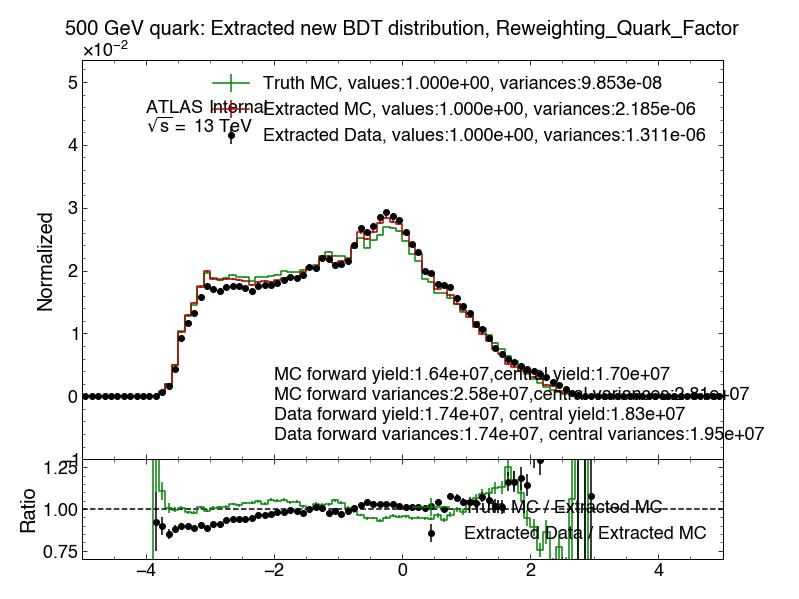 500 GeV quark: Extracted new BDT distribution, Reweighting_Quark_Factor
×10⁻²
Truth MC, values:1.000e+00, variances:9.853e-08
ATLAS Internal
Extracted MC, values:1.000e+00, variances:2.185e-06
√s = 13 TeV
Extracted Data, values:1.000e+00, variances:1.311e-06
5
4
3
2
1
0
Normalized
MC forward yield:1.64e+07,central yield:1.70e+07
MC forward variances:2.58e+07,central variances:2.81e+07
Data forward yield:1.74e+07, central yield:1.83e+07
Data forward variances:1.74e+07, central variances:1.95e+07
1.25
1.00
0.75
Ratio
Truth MC / Extracted MC
Extracted Data / Extracted MC
−4 −2 0 2 4